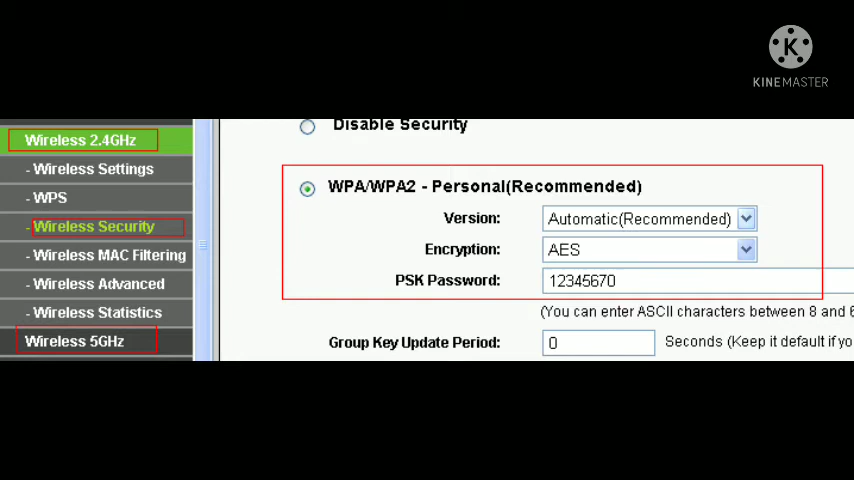 K
KINEMASTER
Wireless 2.4GHz
- Wireless Settings
- WPS
- Wireless Security
- Wireless MAC Filtering
- Wireless Advanced
- Wireless Statistics
Wireless 5GHz
Disable Security
WPA/WPA2 - Personal(Recommended)
Version: Automatic(Recommended)
Encryption: AES
PSK Password: 12345670
(You can enter ASCII characters between 8 and 6
Group Key Update Period: 0 Seconds (Keep it default if yo